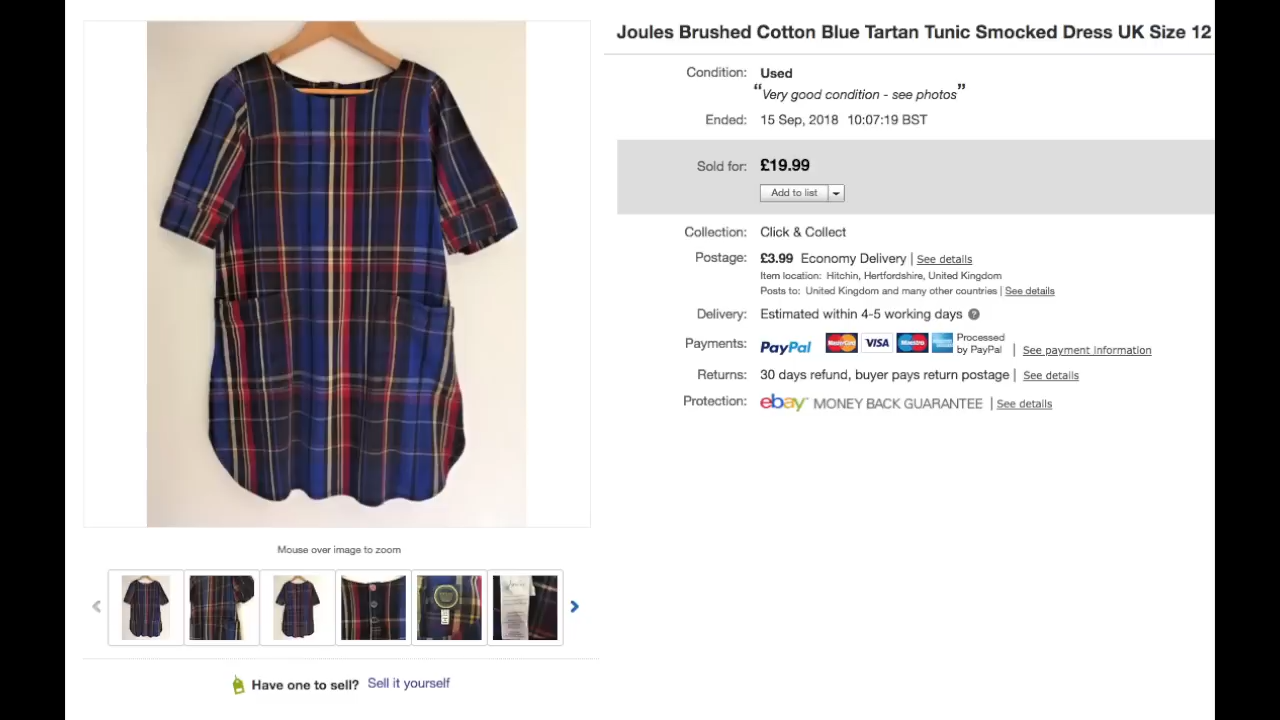 Joules Brushed Cotton Blue Tartan Tunic Smocked Dress UK Size 12
Condition: Used
“Very good condition - see photos”
Ended: 15 Sep, 2018 10:07:19 BST
Sold for: £19.99
Add to list
Collection: Click & Collect
Postage: £3.99 Economy Delivery | See details
Item location: Hitchin, Hertfordshire, United Kingdom
Posts to: United Kingdom and many other countries | See details
Delivery: Estimated within 4-5 working days ?
Payments: PayPal MasterCard VISA Maestro Processed
by PayPal | See payment information
Returns: 30 days refund, buyer pays return postage | See details
Protection: ebay MONEY BACK GUARANTEE | See details
Mouse over image to zoom
Have one to sell? Sell it yourself